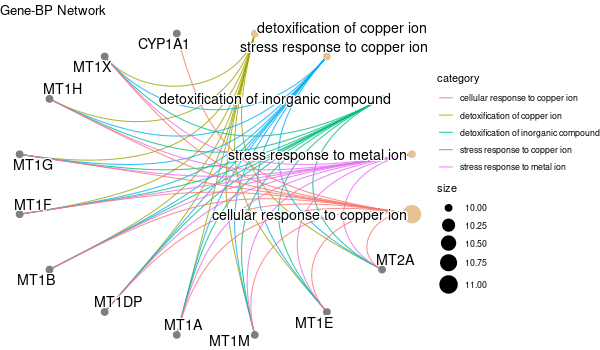 Gene-BP Network
detoxification of copper ion
CYP1A1
stress response to copper ion
MT1X
MT1H
detoxification of inorganic compound
MT1G
stress response to metal ion
MT1F
cellular response to copper ion
MT1B
MT2A
MT1DP
MT1A
MT1E
MT1M
category
cellular response to copper ion
detoxification of copper ion
detoxification of inorganic compound
stress response to copper ion
stress response to metal ion
size
10.00
10.25
10.50
10.75
11.00